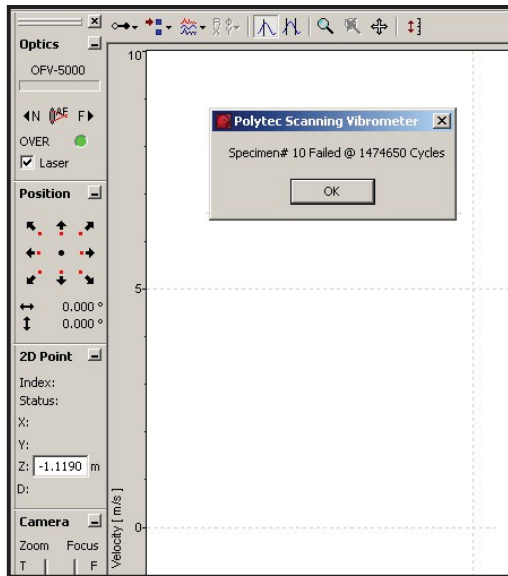 Optics
OFV-5000
N AF F
OVER
Laser
Position
0.000 °
0.000 °
2D Point
Index:
Status:
X:
Y:
Z: -1.1190 m
D:
Camera
Zoom Focus
T F
10
5
0
Velocity [ m/s ]
Polytec Scanning Vibrometer
Specimen# 10 Failed @ 1474650 Cycles
OK